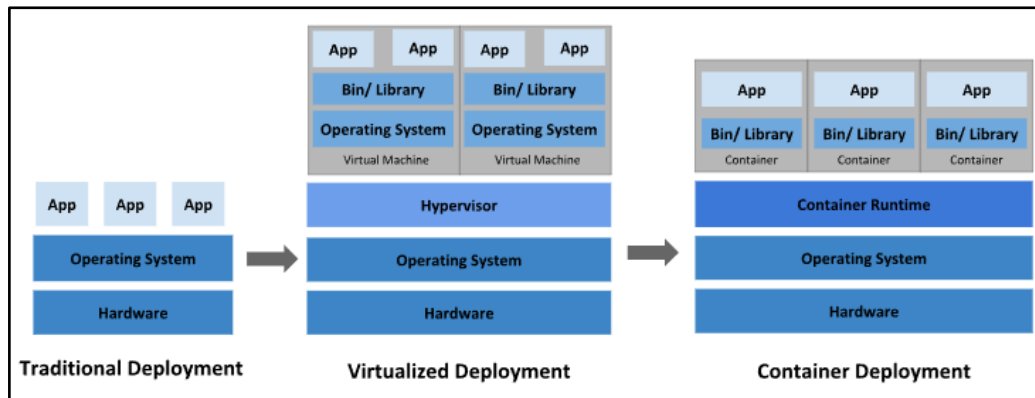 App App App
Operating System
Hardware
Traditional Deployment
App App App App
Bin/ Library Bin/ Library
Operating System Operating System
Virtual Machine Virtual Machine
Hypervisor
Operating System
Hardware
Virtualized Deployment
App App App
Bin/ Library Bin/ Library Bin/ Library
Container Container Container
Container Runtime
Operating System
Hardware
Container Deployment